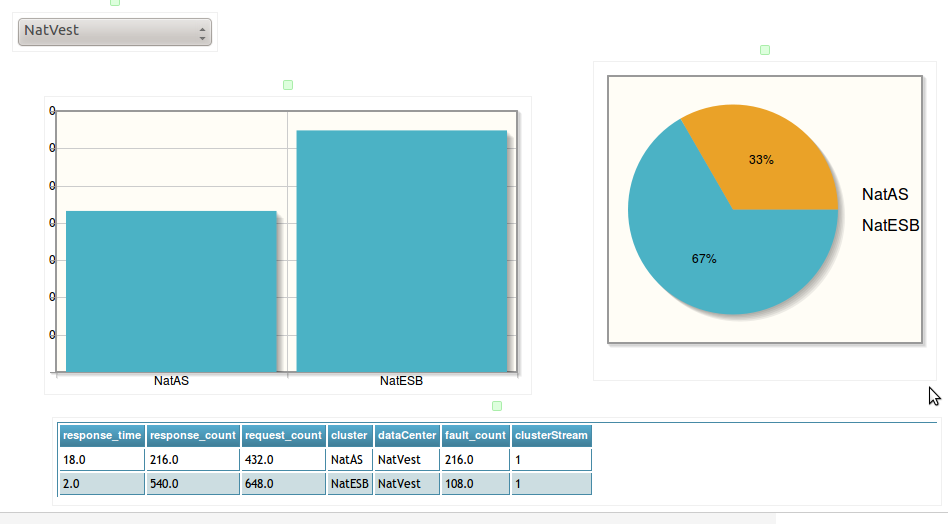 NatVest
0
0
0
0
0
0
0
NatAS NatESB
33%
67%
NatAS
NatESB
response_time response_count request_count cluster dataCenter fault_count clusterStream
18.0 216.0 432.0 NatAS NatVest 216.0 1
2.0 540.0 648.0 NatESB NatVest 108.0 1